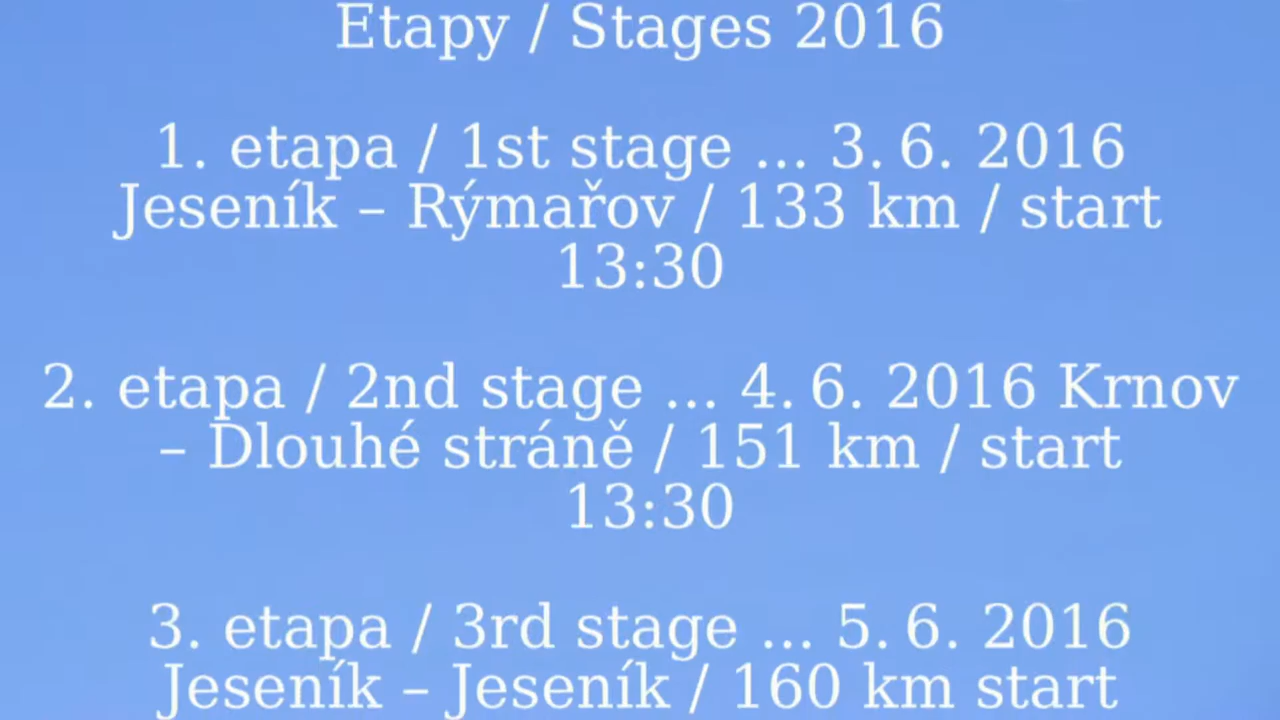 Etapy / Stages 2016
1. etapa / 1st stage ... 3. 6. 2016
Jeseník – Rýmařov / 133 km / start
13:30
2. etapa / 2nd stage ... 4. 6. 2016 Krnov
– Dlouhé stráně / 151 km / start
13:30
3. etapa / 3rd stage ... 5. 6. 2016
Jeseník – Jeseník / 160 km start